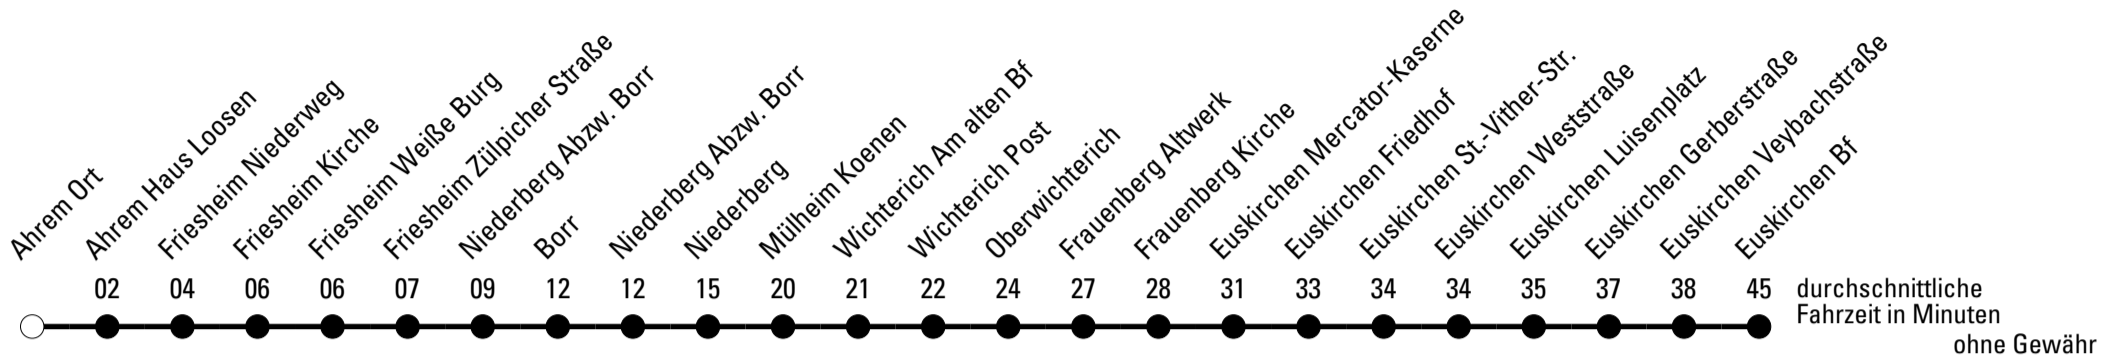 Ahrem Ort
Ahrem Haus Loosen
Friesheim Niederweg
Friesheim Kirche
Friesheim Weiße Burg
Friesheim Zülpicher Straße
Niederberg Abzw. Borr
Borr
Niederberg Abzw. Borr
Niederberg
Mülheim Koenen
Wichterich Am alten Bf
Wichterich Post
Oberwichterich
Frauenberg Altwerk
Frauenberg Kirche
Euskirchen Mercator-Kaserne
Euskirchen Friedhof
Euskirchen St.-Vither-Str.
Euskirchen Weststraße
Euskirchen Luisenplatz
Euskirchen Gerberstraße
Euskirchen Veybachstraße
Euskirchen Bf
02 04 06 06 07 09 12 12 15 20 21 22 24 27 28 31 33 34 34 35 37 38 45 durchschnittliche
Fahrzeit in Minuten
ohne Gewähr